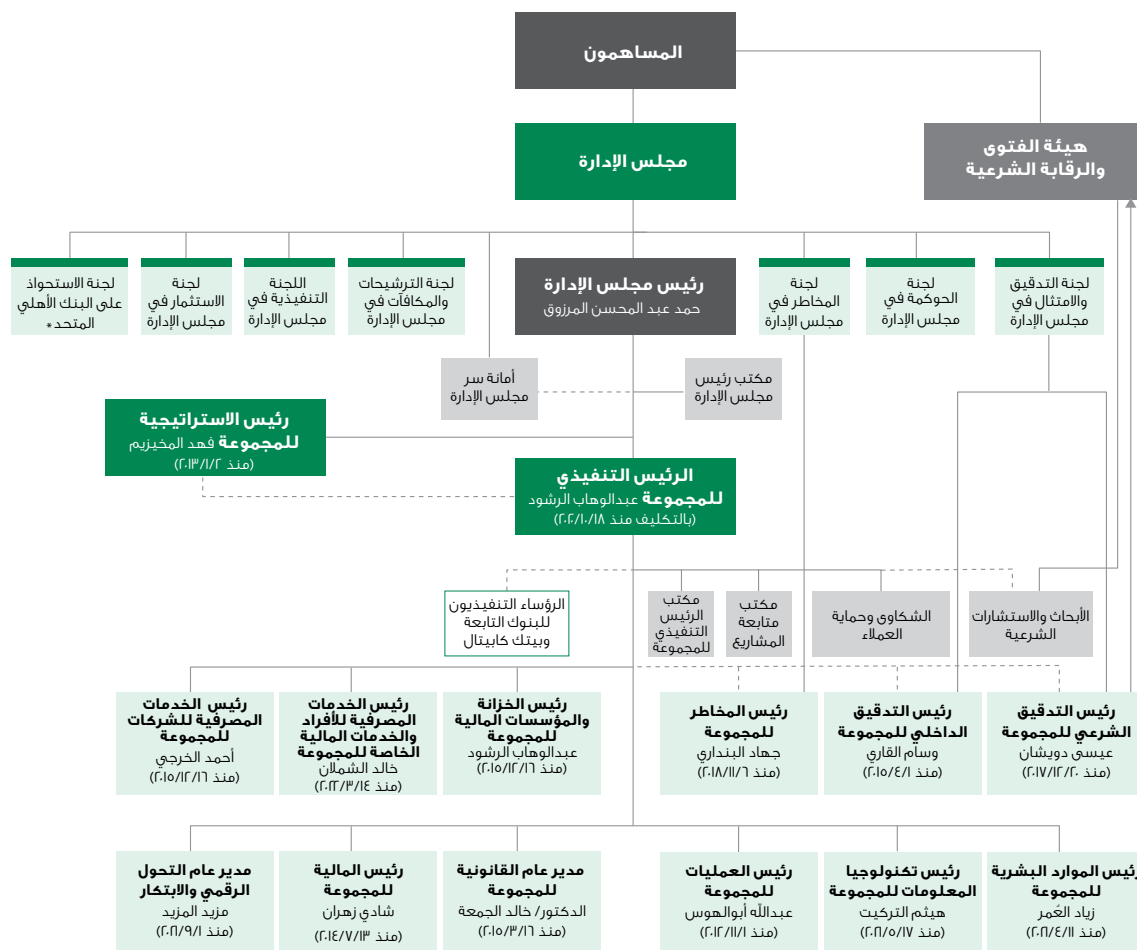 المساهمون
مجلس الإدارة
هيئة الفتوى
والرقابة الشرعية
لجنة التدقيق
والامتثال في
مجلس الإدارة
لجنة
الحوكمة في
مجلس الإدارة
لجنة
المخاطر في
مجلس الإدارة
رئيس مجلس الإدارة
حمد عبد المحسن المرزوق
لجنة الترشيحات
والمكافآت في
مجلس الإدارة
اللجنة
التنفيذية في
مجلس الإدارة
لجنة
الاستثمار في
مجلس الإدارة
لجنة الاستحواذ
على البنك الأهلي
المتحد*
مكتب رئيس
مجلس الإدارة
أمانة سر
مجلس الإدارة
رئيس الاستراتيجية
للمجموعة فهد المخيزيم
(منذ ٢٠١٣/١/٢)
الرئيس التنفيذي
للمجموعة عبدالوهاب الرشود
(بالتكليف منذ ٢٠٢٠/١٠/١٨)
الأبحاث والاستشارات
الشرعية
الشكاوى وحماية
العملاء
مكتب
متابعة
المشاريع
مكتب
الرئيس
التنفيذي
للمجموعة
الرؤساء التنفيذيون
للبنوك التابعة
وبيتك كابيتال
رئيس التدقيق
الشرعي للمجموعة
عيسى دويشان
(منذ ٢٠١٧/١٢/٢٠)
رئيس التدقيق
الداخلي للمجموعة
وسام القاري
(منذ ٢٠١٥/٤/١)
رئيس المخاطر
للمجموعة
جهاد البنداري
(منذ ٢٠١٨/١١/٦)
رئيس الخزانة
والمؤسسات المالية
للمجموعة
عبدالوهاب الرشود
(منذ ٢٠١٥/١٢/١٦)
رئيس الخدمات
المصرفية للأفراد
والخدمات المالية
الخاصة للمجموعة
خالد الشملان
(منذ ٢٠٢٢/٣/١٤)
رئيس الخدمات
المصرفية للشركات
للمجموعة
أحمد الخرجي
(منذ ٢٠١٥/١٢/١٦)
رئيس الموارد البشرية
للمجموعة
زياد العُمر
(منذ ٢٠٢١/٤/١١)
رئيس تكنولوجيا
المعلومات للمجموعة
هيثم التركيت
(منذ ٢٠٢١/٥/١٧)
رئيس العمليات
للمجموعة
عبدالله أبوالهوس
(منذ ٢٠١٢/١١/١)
مدير عام القانونية
للمجموعة
الدكتور/ خالد الجمعة
(منذ ٢٠١٥/٣/١٦)
رئيس المالية
للمجموعة
شادي زهران
(منذ ٢٠١٤/٧/١٣)
مدير عام التحول
الرقمي والابتكار
مزيد المزيد
(منذ ٢٠٢١/٩/١)